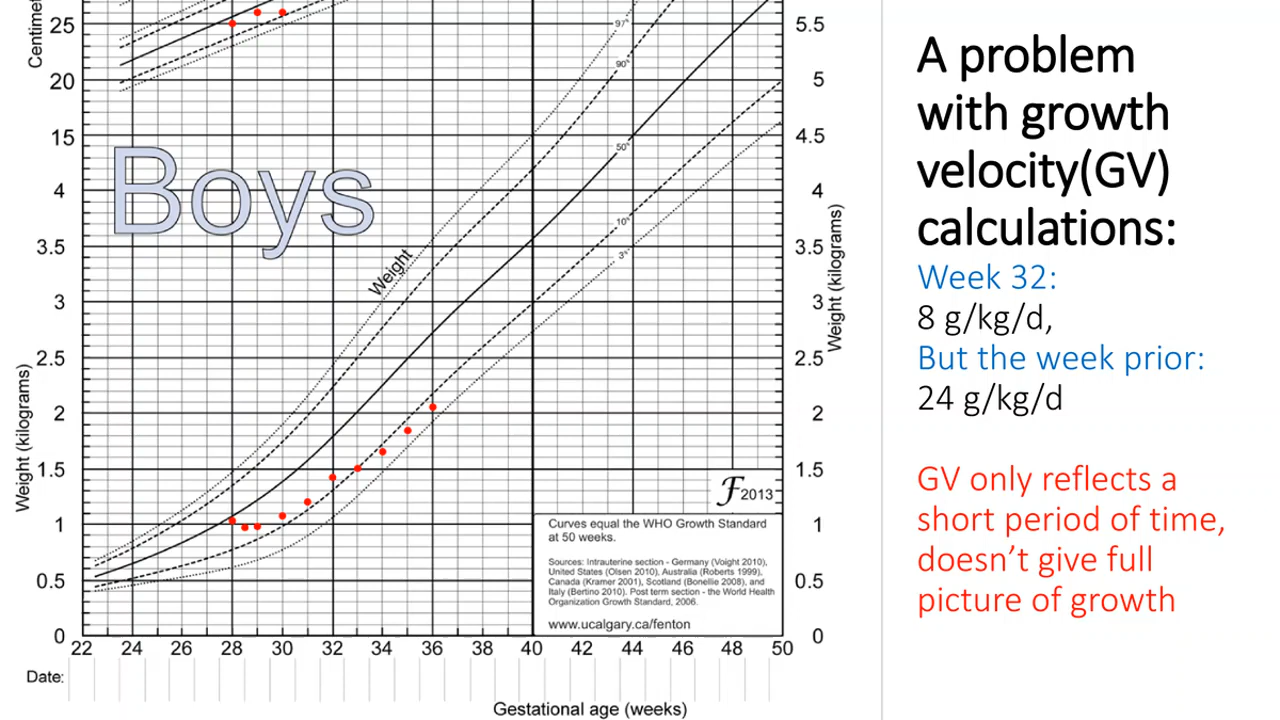 Centimet
25
20
15
4
3.5
3
2.5
2
1.5
1
0.5
0
Weight (kilograms)
Boys
Weight
97
90
50
10
3
5.5
5
4.5
4
3.5
3
2.5
2
1.5
1
0.5
0
Weight (kilograms)
F2013
Curves equal the WHO Growth Standard
at 50 weeks.
Sources: Intrauterine section - Germany (Voight 2010),
United States (Olsen 2010), Australia (Roberts 1999),
Canada (Kramer 2001), Scotland (Bonellie 2008), and
Italy (Bertino 2010). Post term section - the World Health
Organization Growth Standard, 2006.
www.ucalgary.ca/fenton
22 24 26 28 30 32 34 36 38 40 42 44 46 48 50
Date:
Gestational age (weeks)
A problem
with growth
velocity(GV)
calculations:
Week 32:
8 g/kg/d,
But the week prior:
24 g/kg/d
GV only reflects a
short period of time,
doesn't give full
picture of growth